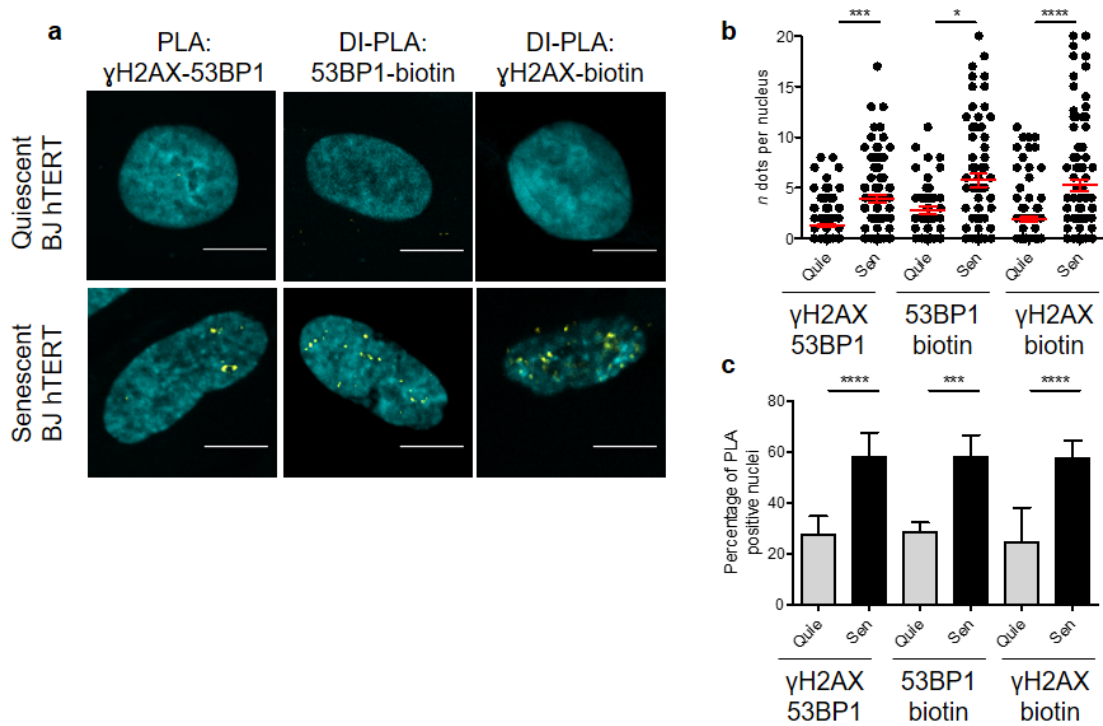 a
PLA:
ɣH2AX-53BP1
DI-PLA:
53BP1-biotin
DI-PLA:
ɣH2AX-biotin
Quiescent
BJ hTERT
Senescent
BJ hTERT
b
*** * ****
n dots per nucleus
20
15
10
5
0
Quie Sen Quie Sen Quie Sen
γH2AX
53BP1
53BP1
biotin
γH2AX
biotin
c
**** *** ****
Percentage of PLA
positive nuclei
80
60
40
20
0
Quie Sen Quie Sen Quie Sen
γH2AX
53BP1
53BP1
biotin
γH2AX
biotin